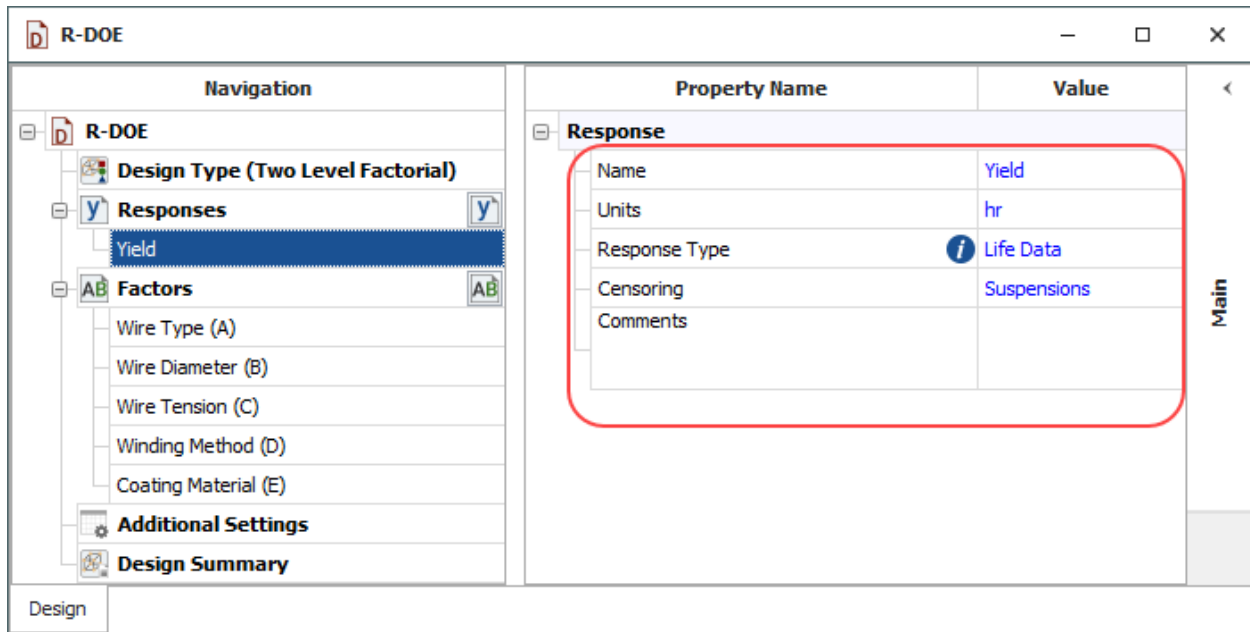 R-DOE
Navigation
R-DOE
Design Type (Two Level Factorial)
Responses
Yield
Factors
Wire Type (A)
Wire Diameter (B)
Wire Tension (C)
Winding Method (D)
Coating Material (E)
Additional Settings
Design Summary
Property Name Value
Response
Name Yield
Units hr
Response Type Life Data
Censoring Suspensions
Comments
Main
Design